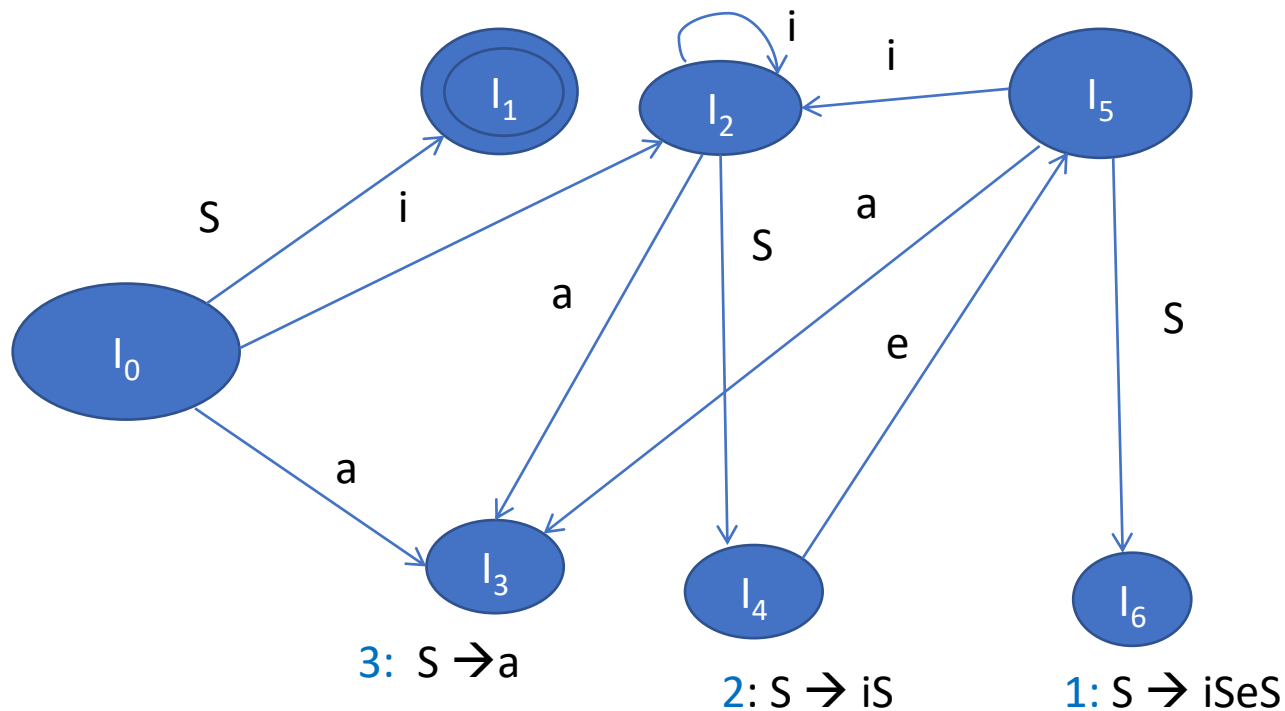 i
i
I₁
I₂
I₅
S
i
a
S
a
e
S
I₀
a
I₃
I₄
I₆
3: S → a
2: S → iS
1: S → iSeS